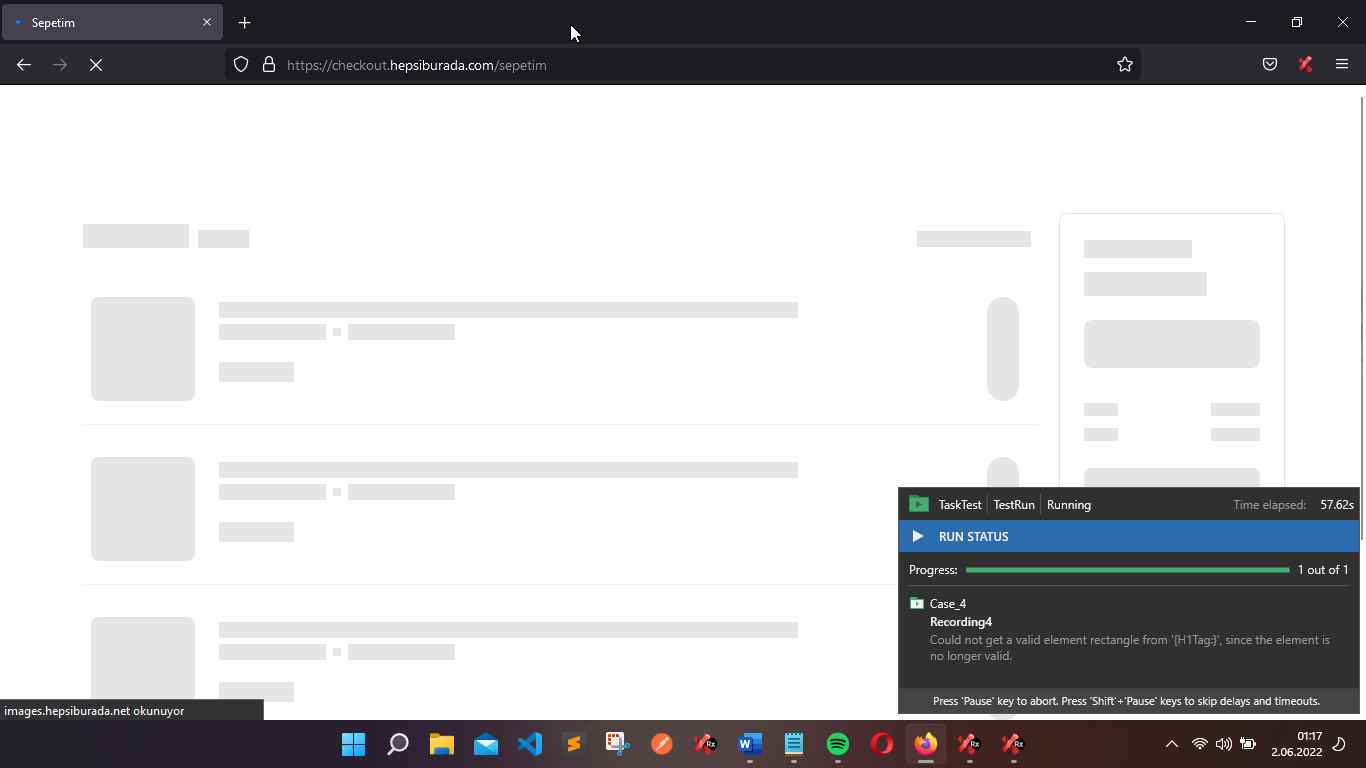 Sepetim
https://checkout.hepsiburada.com/sepetim
TaskTest TestRun Running Time elapsed: 57.62s
RUN STATUS
Progress: 1 out of 1
Case_4
Recording4
Could not get a valid element rectangle from '{H1Tag:}', since the element is
no longer valid.
Press 'Pause' key to abort. Press 'Shift'+'Pause' keys to skip delays and timeouts.
images.hepsiburada.net okunuyor
Rx
Rx
Rx
01:17
2.06.2022